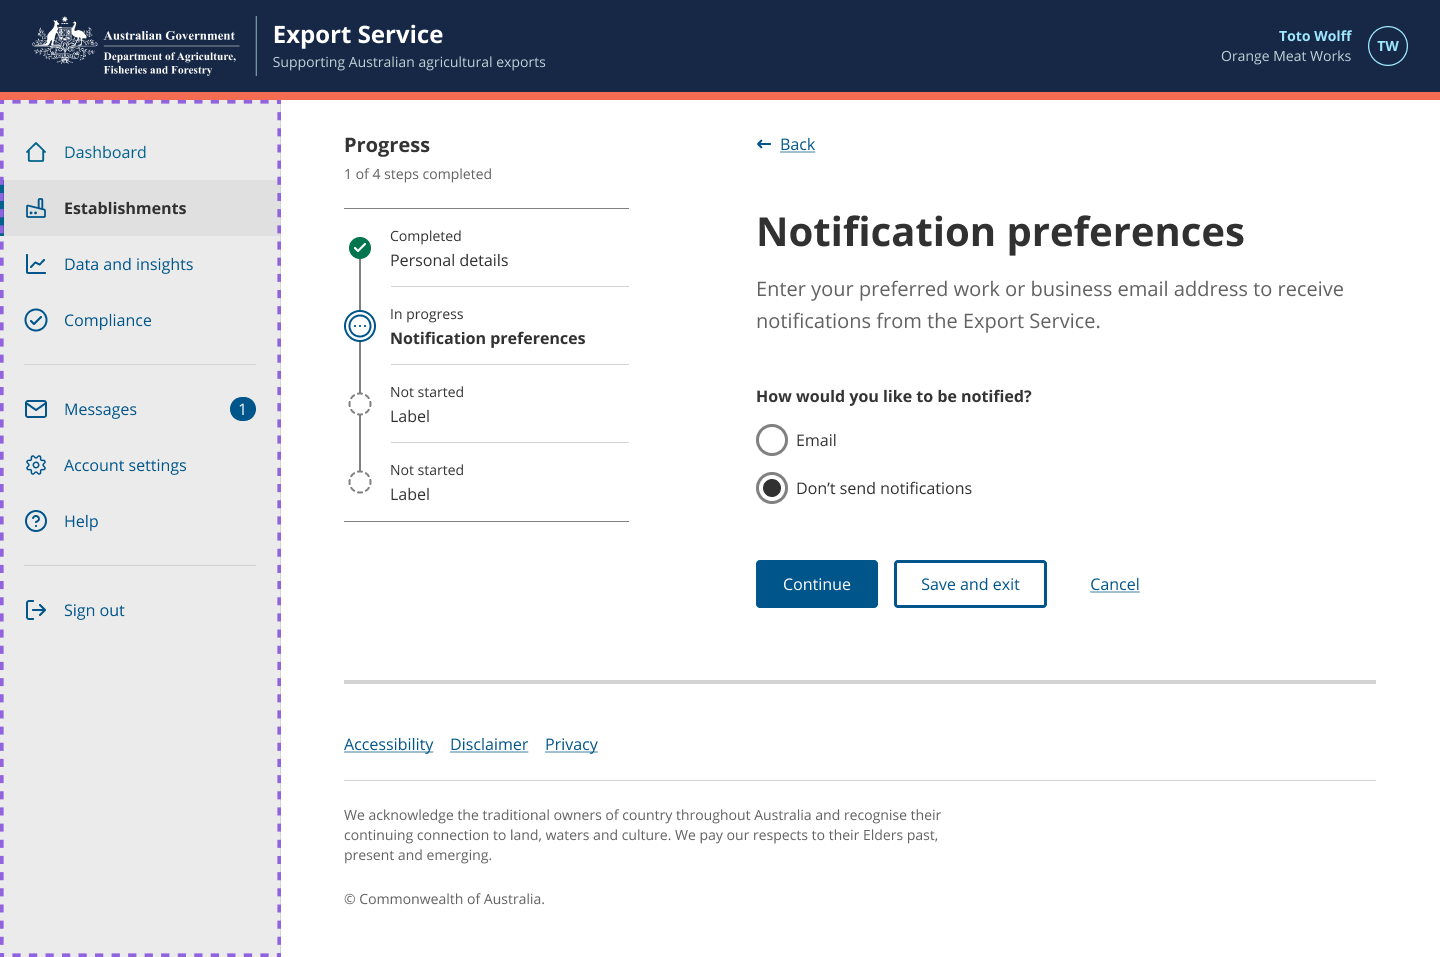 Australian Government
Department of Agriculture,
Fisheries and Forestry
Export Service
Supporting Australian agricultural exports
Toto Wolff
Orange Meat Works
TW
Dashboard
Establishments
Data and insights
Compliance
Messages 1
Account settings
Help
Sign out
Progress
1 of 4 steps completed
Completed
Personal details
In progress
Notification preferences
Not started
Label
Not started
Label
Back
Notification preferences
Enter your preferred work or business email address to receive
notifications from the Export Service.
How would you like to be notified?
Email
Don’t send notifications
Continue
Save and exit
Cancel
Accessibility Disclaimer Privacy
We acknowledge the traditional owners of country throughout Australia and recognise their
continuing connection to land, waters and culture. We pay our respects to their Elders past,
present and emerging.
© Commonwealth of Australia.